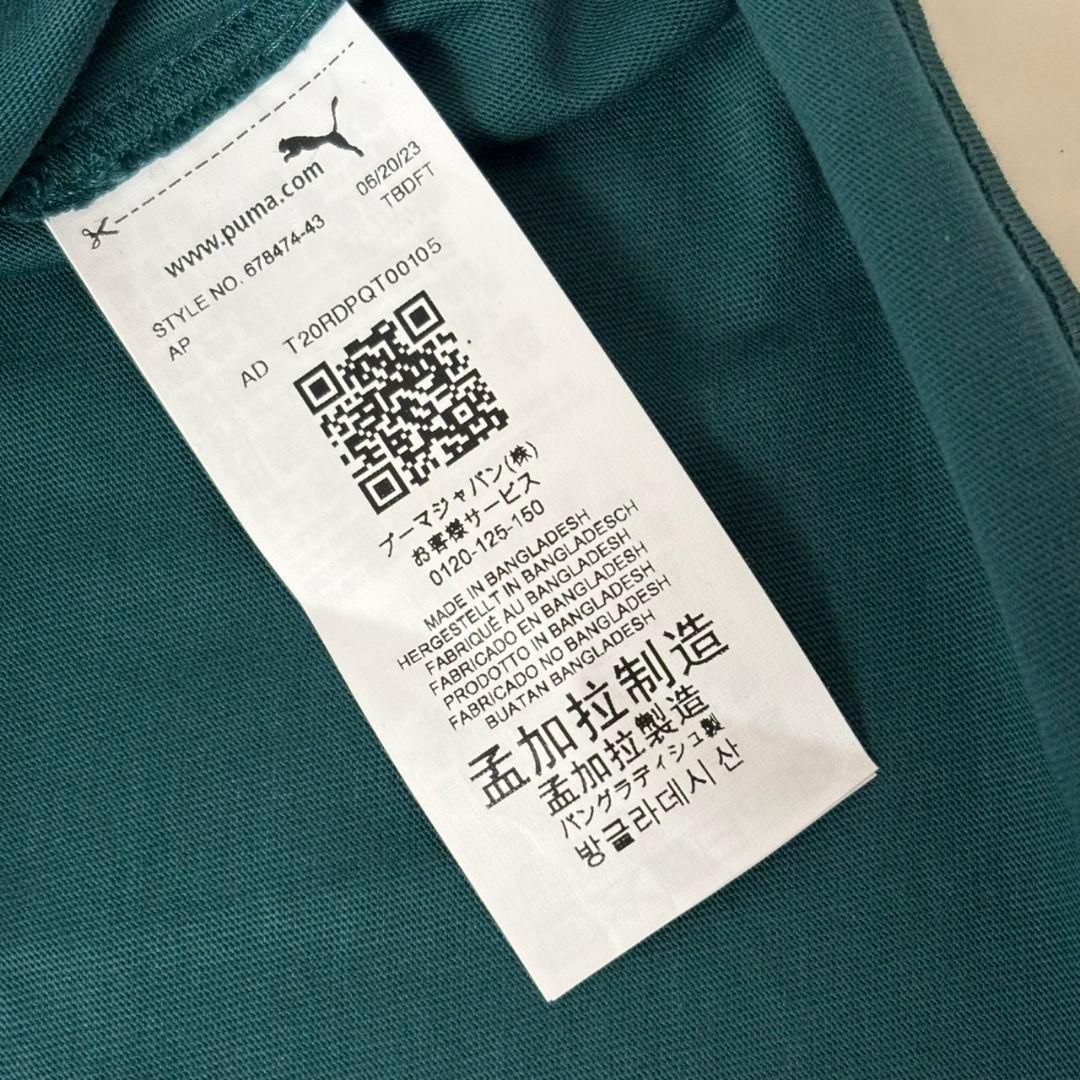 www.puma.com
06/20/23
STYLE NO. 678474-43
TBDFT
AP
AD T20RDPQT00105
プーマジャパン(株)
お客様サービス
0120-125-150
MADE IN BANGLADESH
HERGESTELLT IN BANGLADESCH
FABRIQUÉ AU BANGLADESH
FABRICADO EN BANGLADESH
PRODOTTO IN BANGLADESH
FABRICADO NO BANGLADESH
BUATAN BANGLADESH
孟加拉制造
孟加拉製造
バングラディシュ製
방글라데시 산